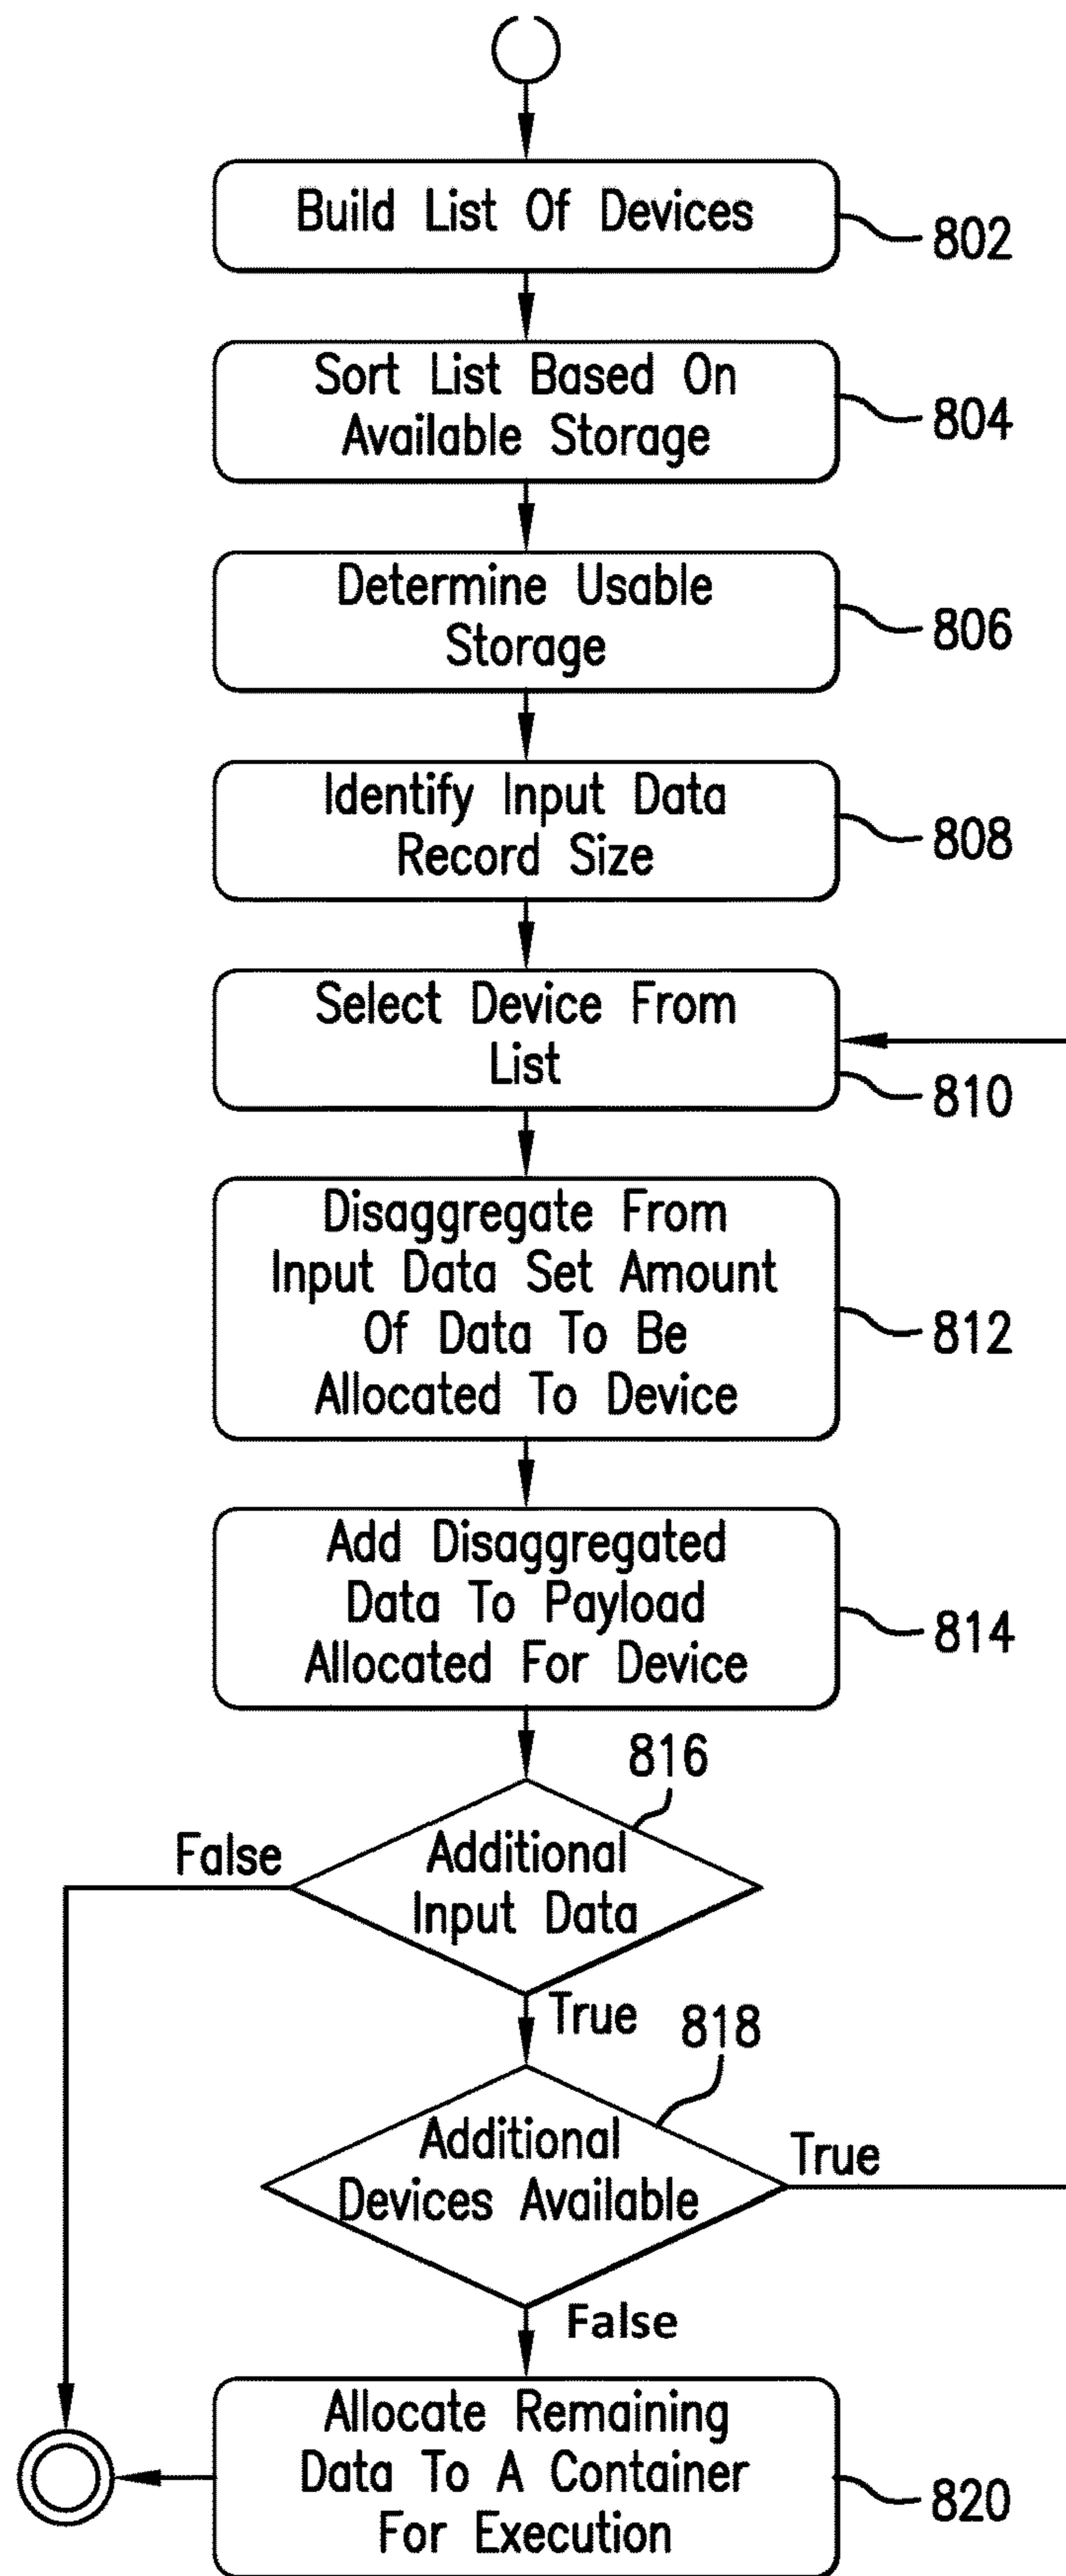 Build List Of Devices
802
Sort List Based On
Available Storage
804
Determine Usable
Storage
806
Identify Input Data
Record Size
808
Select Device From
List
810
Disaggregate From
Input Data Set Amount
Of Data To Be
Allocated To Device
812
Add Disaggregated
Data To Payload
Allocated For Device
814
816
False
Additional
Input Data
True
818
Additional
Devices Available
True
False
Allocate Remaining
Data To A Container
For Execution
820